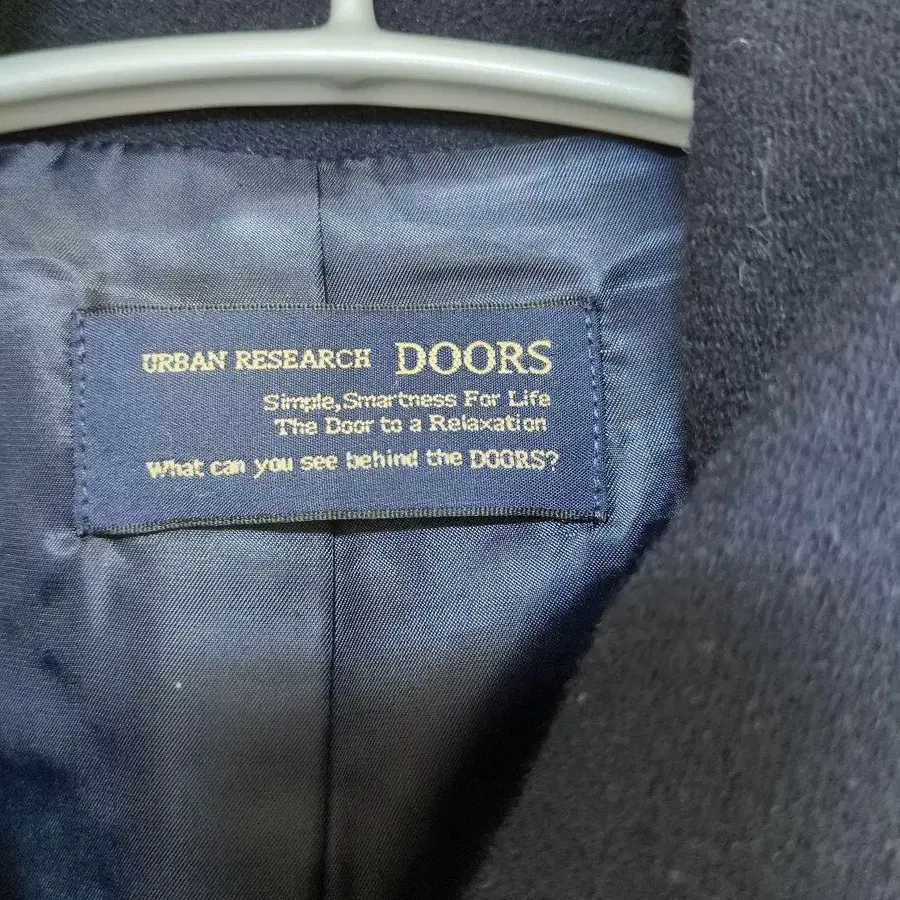 URBAN RESEARCH DOORS
Simple,Smartness For Life
The Door to a Relaxation
What can you see behind the DOORS?